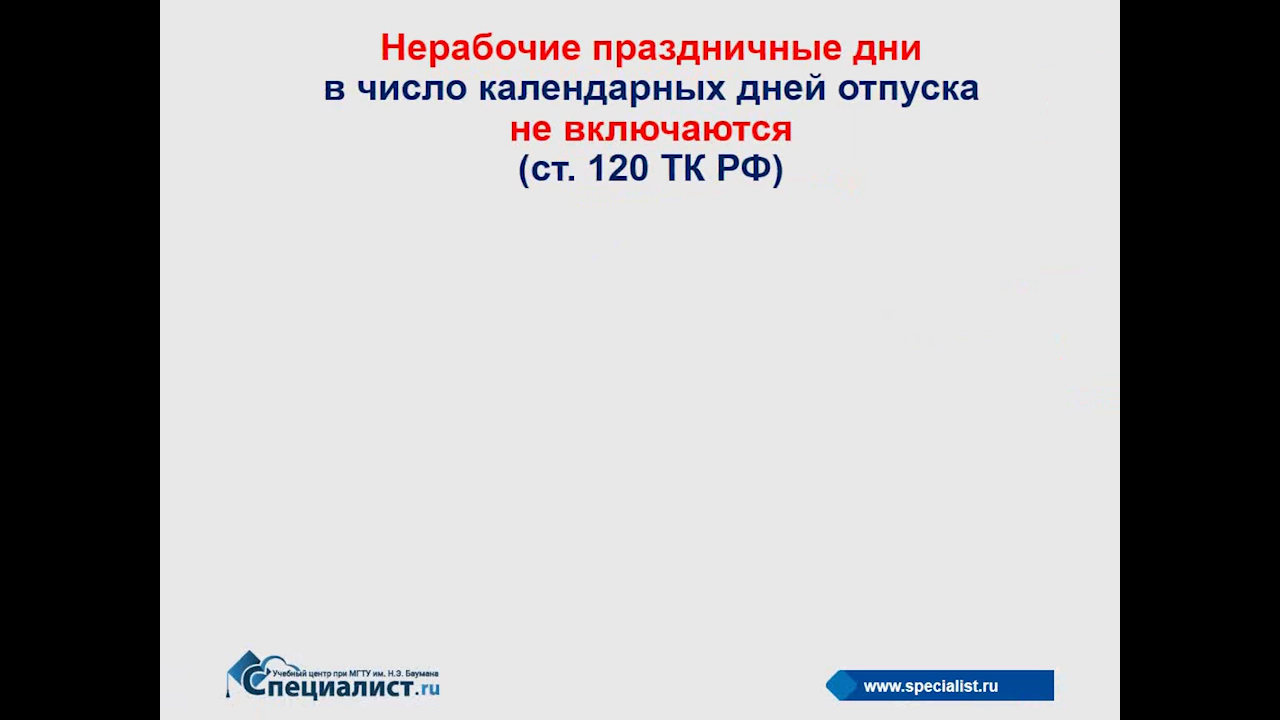 Нерабочие праздничные дни
в число календарных дней отпуска
не включаются
(ст. 120 ТК РФ)
Учебный центр при МГТУ им. Н.Э. Баумана
Специалист.ru
www.specialist.ru